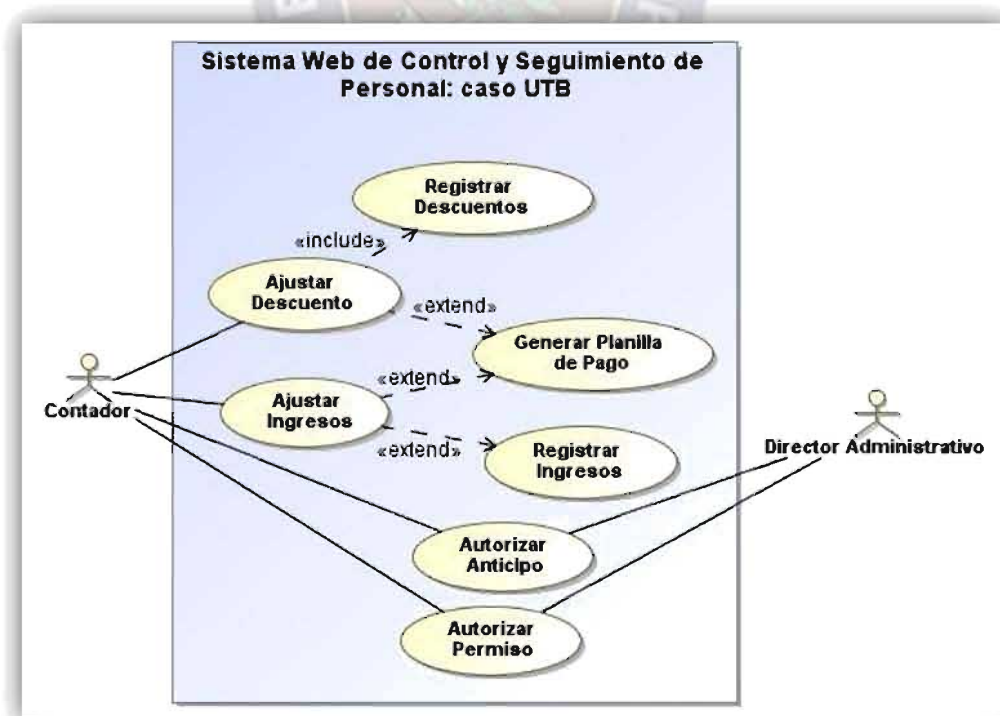 Sistema Web de Control y Seguimiento de
Personal: caso UTB
Registrar
Descuentos
«include»
Ajustar
Descuento
«extend»
Generar Planilla
de Pago
«extend»
Ajustar
Ingresos
Contador
«extend»
Registrar
Ingresos
Director Administrativo
Autorizar
Anticipo
Autorizar
Permiso